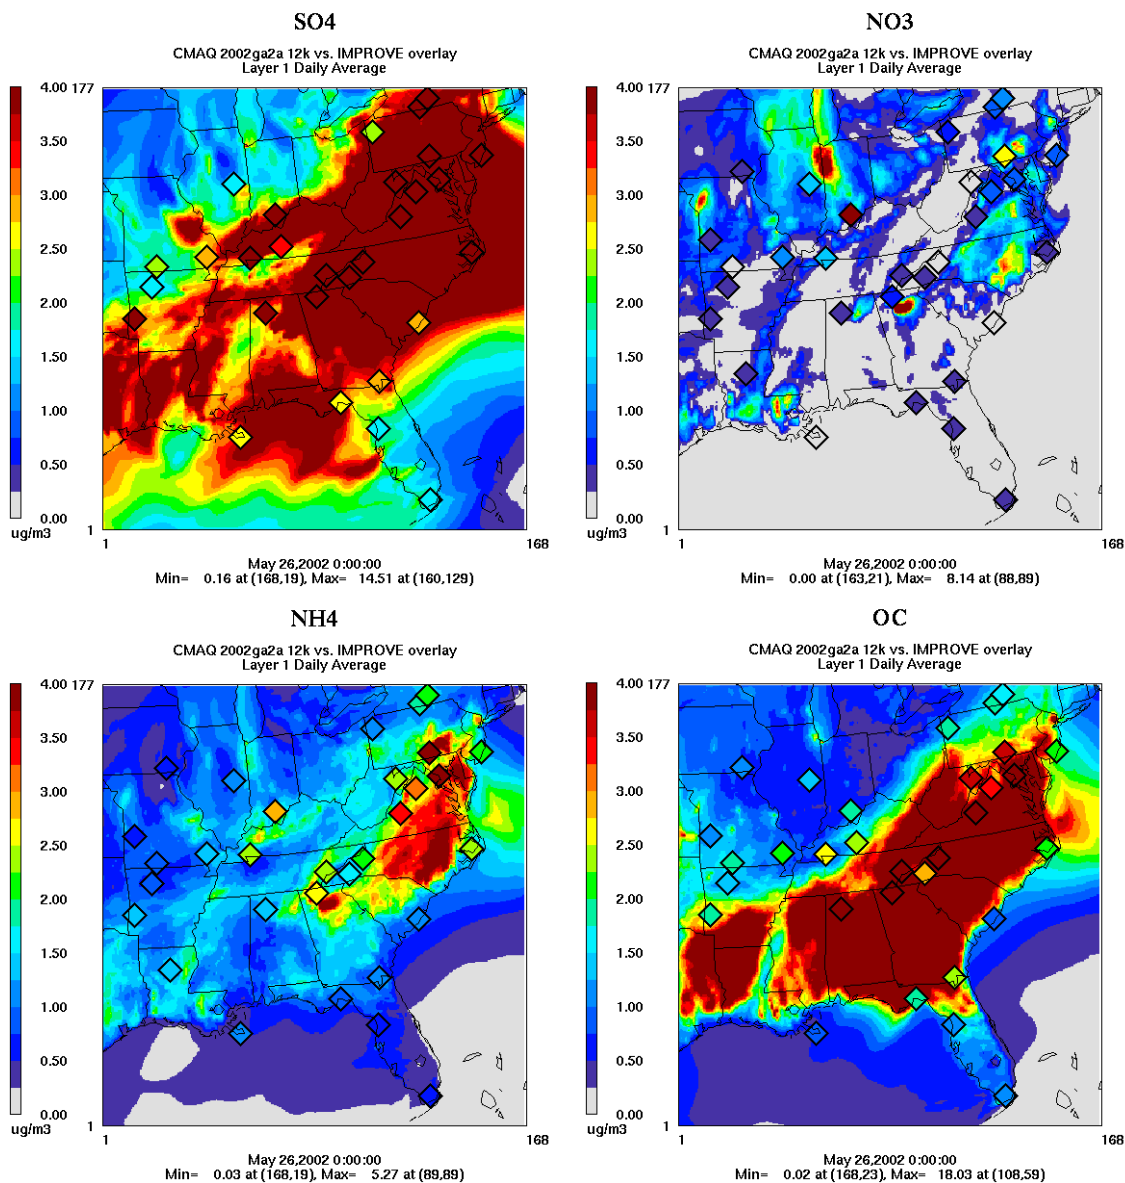 SO4
CMAQ 2002ga2a 12k vs. IMPROVE overlay
Layer 1 Daily Average
4.00 177
3.50
3.00
2.50
2.00
1.50
1.00
0.50
0.00
ug/m3
1
1
168
May 26,2002 0:00:00
Min= 0.16 at (168,19), Max= 14.51 at (160,129)
NO3
CMAQ 2002ga2a 12k vs. IMPROVE overlay
Layer 1 Daily Average
4.00 177
3.50
3.00
2.50
2.00
1.50
1.00
0.50
0.00
ug/m3
1
1
168
May 26,2002 0:00:00
Min= 0.00 at (163,21), Max= 8.14 at (88,89)
NH4
CMAQ 2002ga2a 12k vs. IMPROVE overlay
Layer 1 Daily Average
4.00 177
3.50
3.00
2.50
2.00
1.50
1.00
0.50
0.00
ug/m3
1
1
168
May 26,2002 0:00:00
Min= 0.03 at (168,19), Max= 5.27 at (89,89)
OC
CMAQ 2002ga2a 12k vs. IMPROVE overlay
Layer 1 Daily Average
4.00 177
3.50
3.00
2.50
2.00
1.50
1.00
0.50
0.00
ug/m3
1
1
168
May 26,2002 0:00:00
Min= 0.02 at (168,23), Max= 18.03 at (108,59)